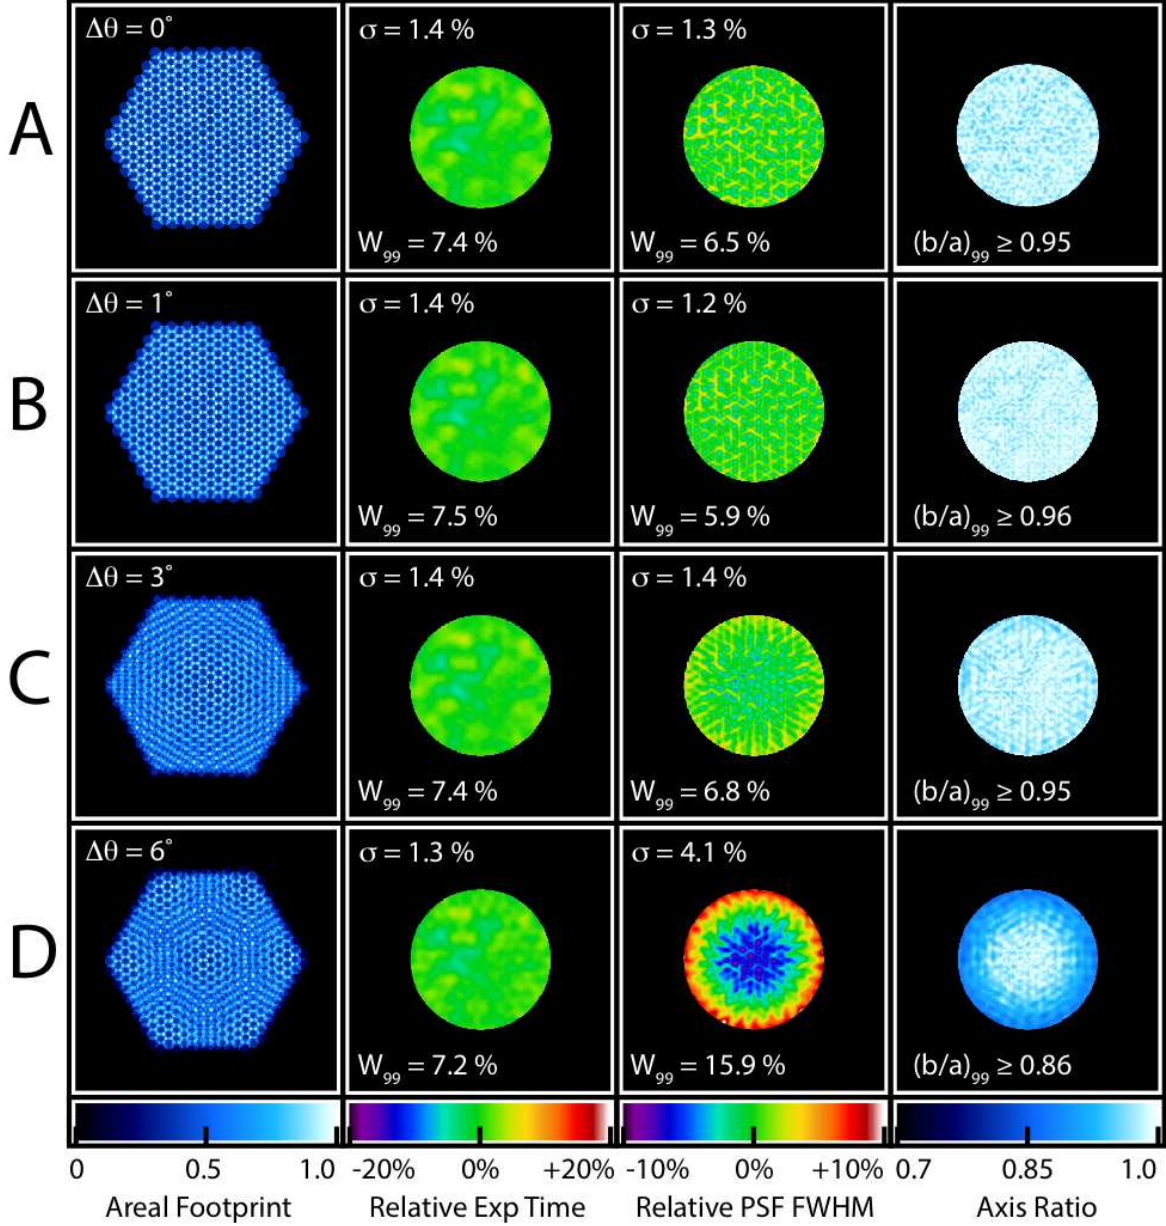 Δθ = 0°
σ = 1.4 %
σ = 1.3 %
A
W₉₉ = 7.4 %
W₉₉ = 6.5 %
(b/a)₉₉ ≥ 0.95
Δθ = 1°
σ = 1.4 %
σ = 1.2 %
B
W₉₉ = 7.5 %
W₉₉ = 5.9 %
(b/a)₉₉ ≥ 0.96
Δθ = 3°
σ = 1.4 %
σ = 1.4 %
C
W₉₉ = 7.4 %
W₉₉ = 6.8 %
(b/a)₉₉ ≥ 0.95
Δθ = 6°
σ = 1.3 %
σ = 4.1 %
D
W₉₉ = 7.2 %
W₉₉ = 15.9 %
(b/a)₉₉ ≥ 0.86
0 0.5 1.0
-20% 0% +20%
-10% 0% +10%
0.7 0.85 1.0
Areal Footprint
Relative Exp Time
Relative PSF FWHM
Axis Ratio